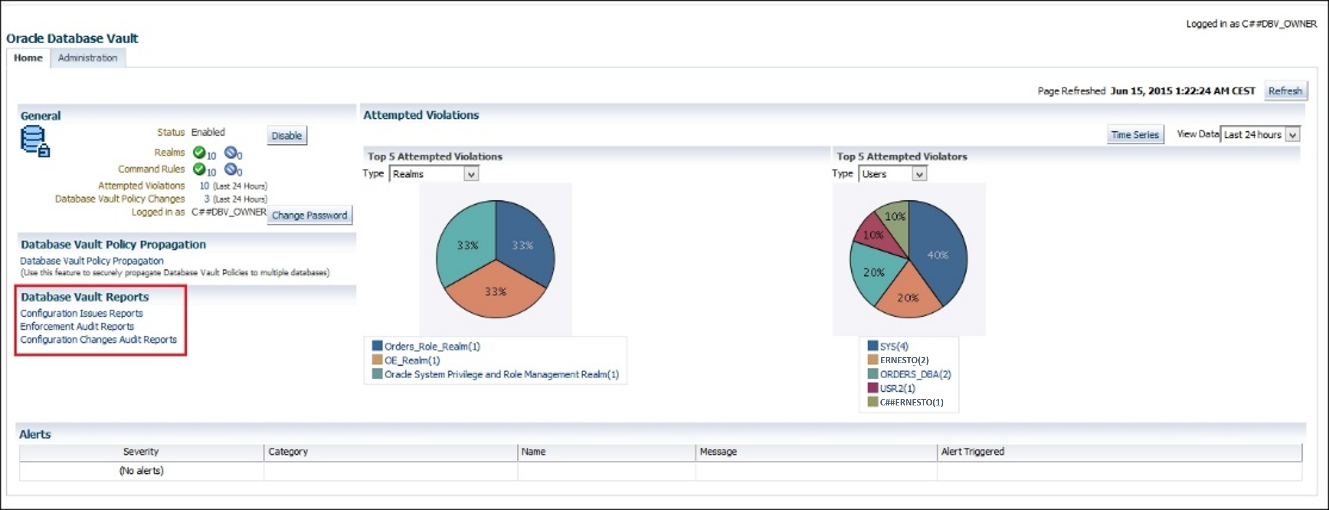 Logged in as C##DBV_OWNER
Oracle Database Vault
Home Administration
Page Refreshed Jun 15, 2015 1:22:24 AM CEST Refresh
General
Status Enabled Disable
Realms 10 0
Command Rules 10 0
Attempted Violations 10 (Last 24 Hours)
Database Vault Policy Changes 3 (Last 24 Hours)
Logged in as C##DBV_OWNER Change Password
Database Vault Policy Propagation
Database Vault Policy Propagation
(Use this feature to securely propagate Database Vault Policies to multiple databases)
Database Vault Reports
Configuration Issues Reports
Enforcement Audit Reports
Configuration Changes Audit Reports
Attempted Violations
Time Series View Data Last 24 hours
Top 5 Attempted Violations
Type Realms
33% 33%
33%
Orders_Role_Realm(1)
OE_Realm(1)
Oracle System Privilege and Role Management Realm(1)
Top 5 Attempted Violators
Type Users
10%
10%
40%
20%
20%
SYS(4)
ERNESTO(2)
ORDERS_DBA(2)
USR2(1)
C##ERNESTO(1)
Alerts
Severity Category Name Message Alert Triggered
(No alerts)